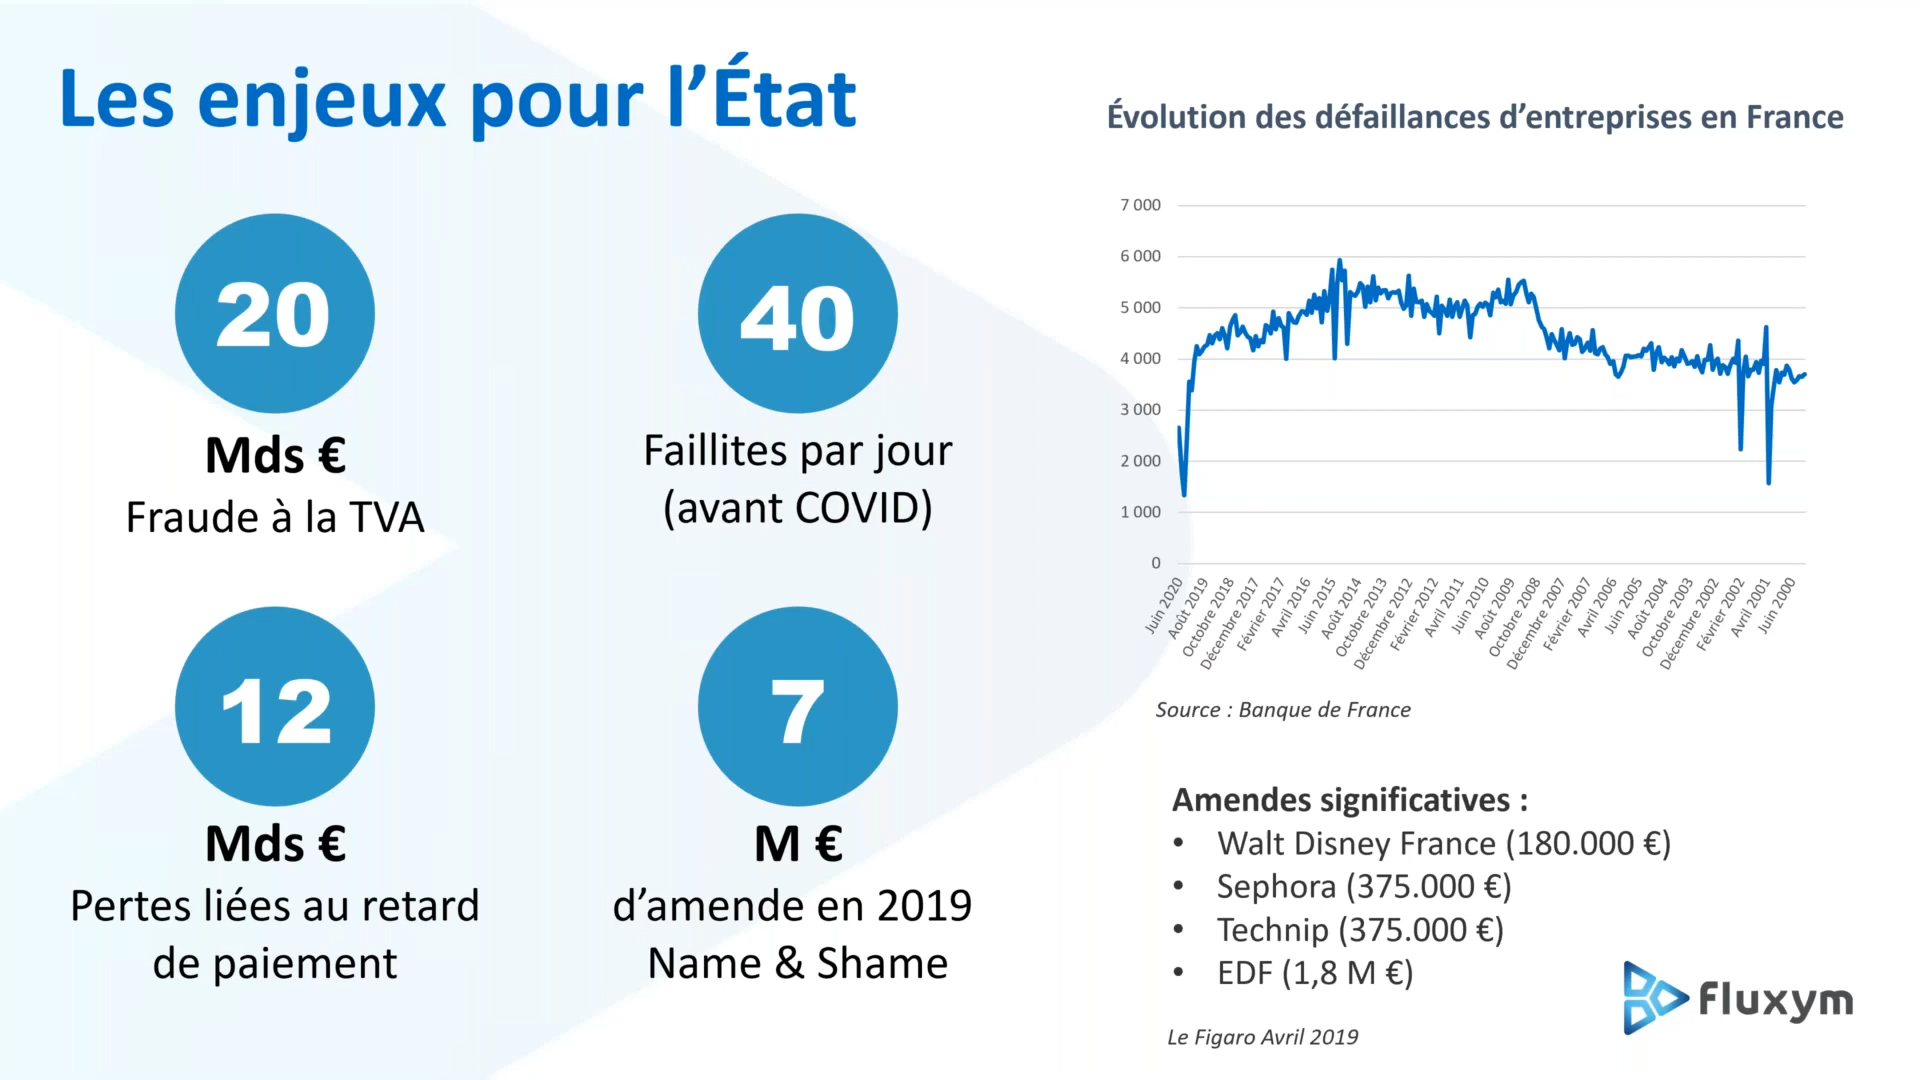 Les enjeux pour l’État
20
Mds €
Fraude à la TVA
40
Faillites par jour
(avant COVID)
12
Mds €
Pertes liées au retard
de paiement
7
M €
d’amende en 2019
Name & Shame
Évolution des défaillances d’entreprises en France
7 000
6 000
5 000
4 000
3 000
2 000
1 000
0
Juin 2020
Août 2019
Octobre 2018
Décembre 2017
Février 2017
Avril 2016
Juin 2015
Août 2014
Octobre 2013
Décembre 2012
Février 2012
Avril 2011
Juin 2010
Août 2009
Octobre 2008
Décembre 2007
Février 2007
Avril 2006
Juin 2005
Août 2004
Octobre 2003
Décembre 2002
Février 2002
Avril 2001
Juin 2000
Source : Banque de France
Amendes significatives :
• Walt Disney France (180.000 €)
• Sephora (375.000 €)
• Technip (375.000 €)
• EDF (1,8 M €)
Le Figaro Avril 2019
fluxym